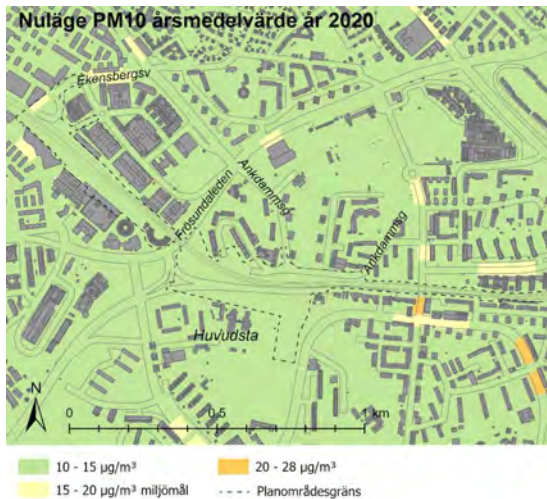 Nuläge PM10 årsmedelvärde år 2020
Ekensbergsv
Ankdammsg
Frösundaleden
Ankdammsg
Huvudsta
N
0 0,5 1 km
10 - 15 µg/m³ 20 - 28 µg/m³
15 - 20 µg/m³ miljömål Planområdesgräns